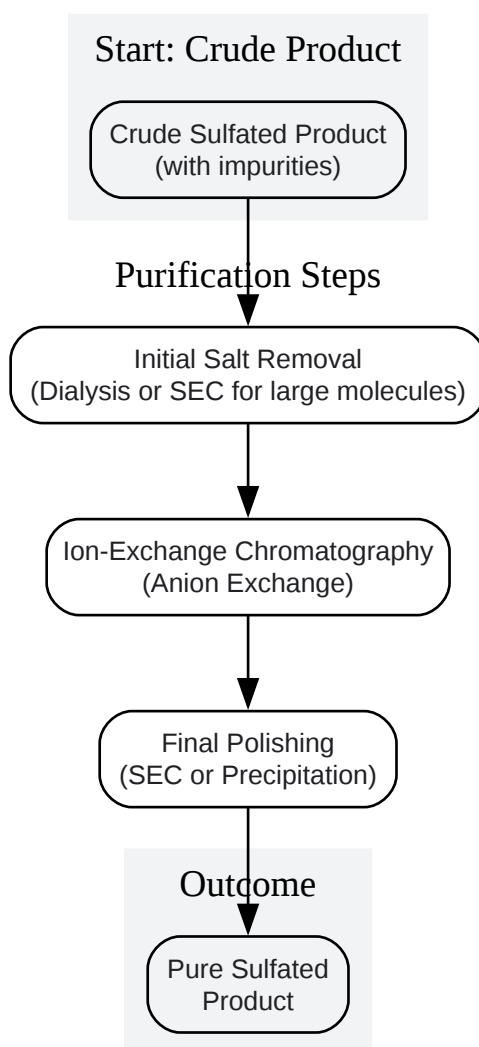 Start: Crude Product
Crude Sulfated Product
(with impurities)
Purification Steps
Initial Salt Removal
(Dialysis or SEC for large molecules)
Ion-Exchange Chromatography
(Anion Exchange)
Final Polishing
(SEC or Precipitation)
Outcome
Pure Sulfated
Product